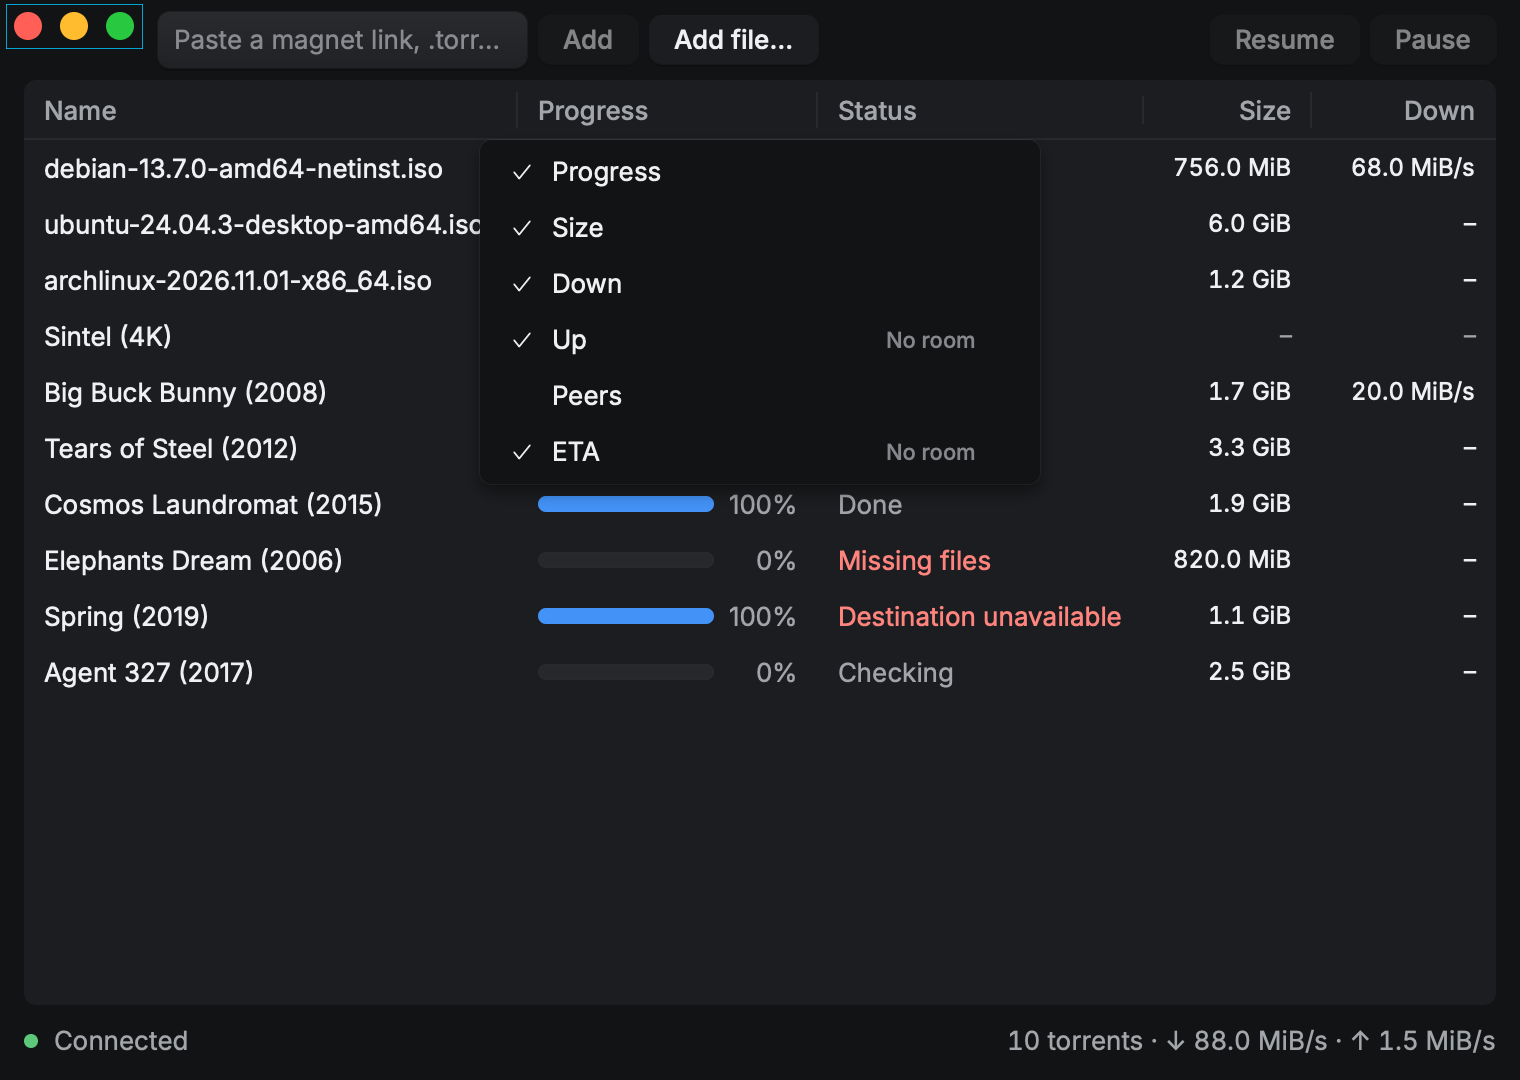 Paste a magnet link, .torr...
Add
Add file...
Resume
Pause
Name Progress Status Size Down
debian-13.7.0-amd64-netinst.iso 756.0 MiB 68.0 MiB/s
ubuntu-24.04.3-desktop-amd64.iso 6.0 GiB –
archlinux-2026.11.01-x86_64.iso 1.2 GiB –
Sintel (4K) – –
Big Buck Bunny (2008) 1.7 GiB 20.0 MiB/s
Tears of Steel (2012) 3.3 GiB –
Cosmos Laundromat (2015) 100% Done 1.9 GiB –
Elephants Dream (2006) 0% Missing files 820.0 MiB –
Spring (2019) 100% Destination unavailable 1.1 GiB –
Agent 327 (2017) 0% Checking 2.5 GiB –
✓ Progress
✓ Size
✓ Down
✓ Up No room
Peers
✓ ETA No room
Connected
10 torrents · ↓ 88.0 MiB/s · ↑ 1.5 MiB/s